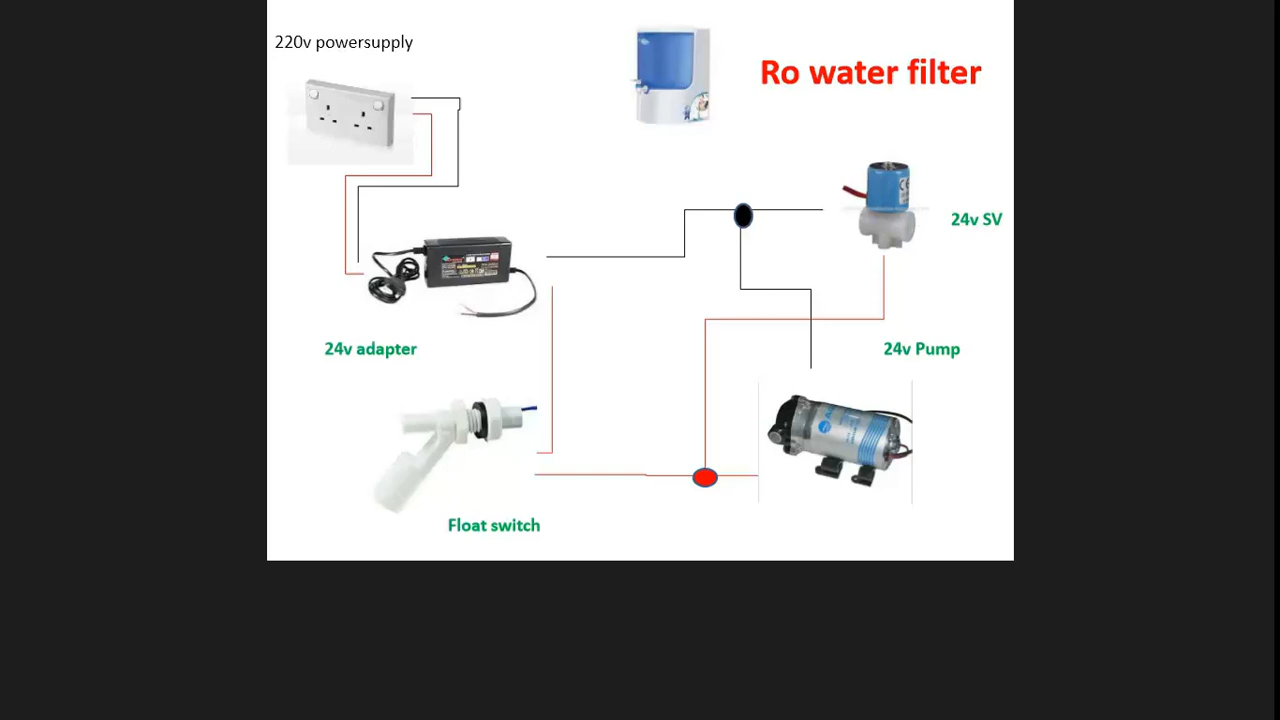 220v powersupply
Ro water filter
24v SV
24v adapter
24v Pump
Float switch